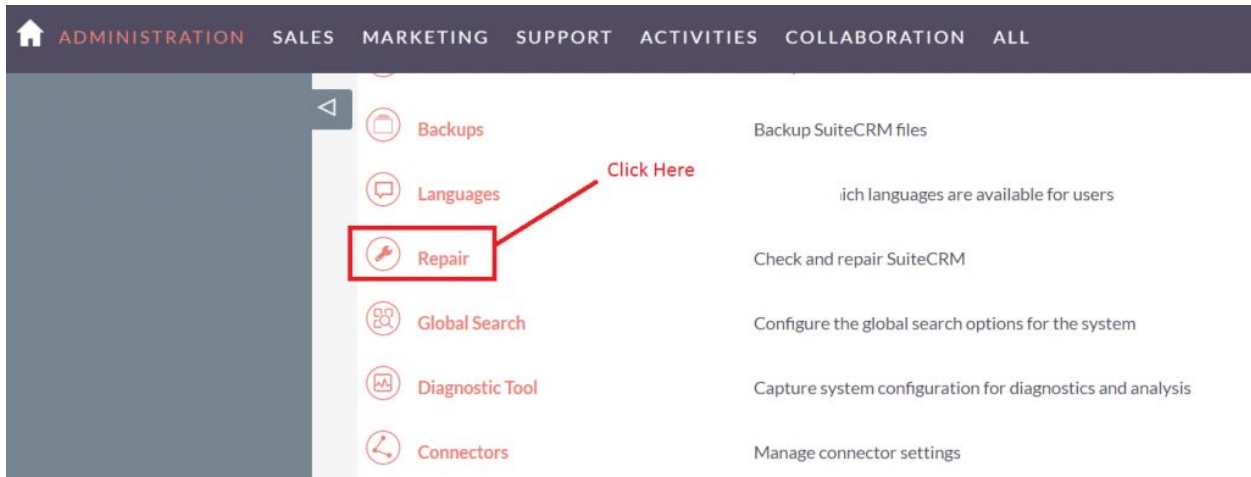 ADMINISTRATION SALES MARKETING SUPPORT ACTIVITIES COLLABORATION ALL
Backups Backup SuiteCRM files
Click Here
Languages ich languages are available for users
Repair Check and repair SuiteCRM
Global Search Configure the global search options for the system
Diagnostic Tool Capture system configuration for diagnostics and analysis
Connectors Manage connector settings